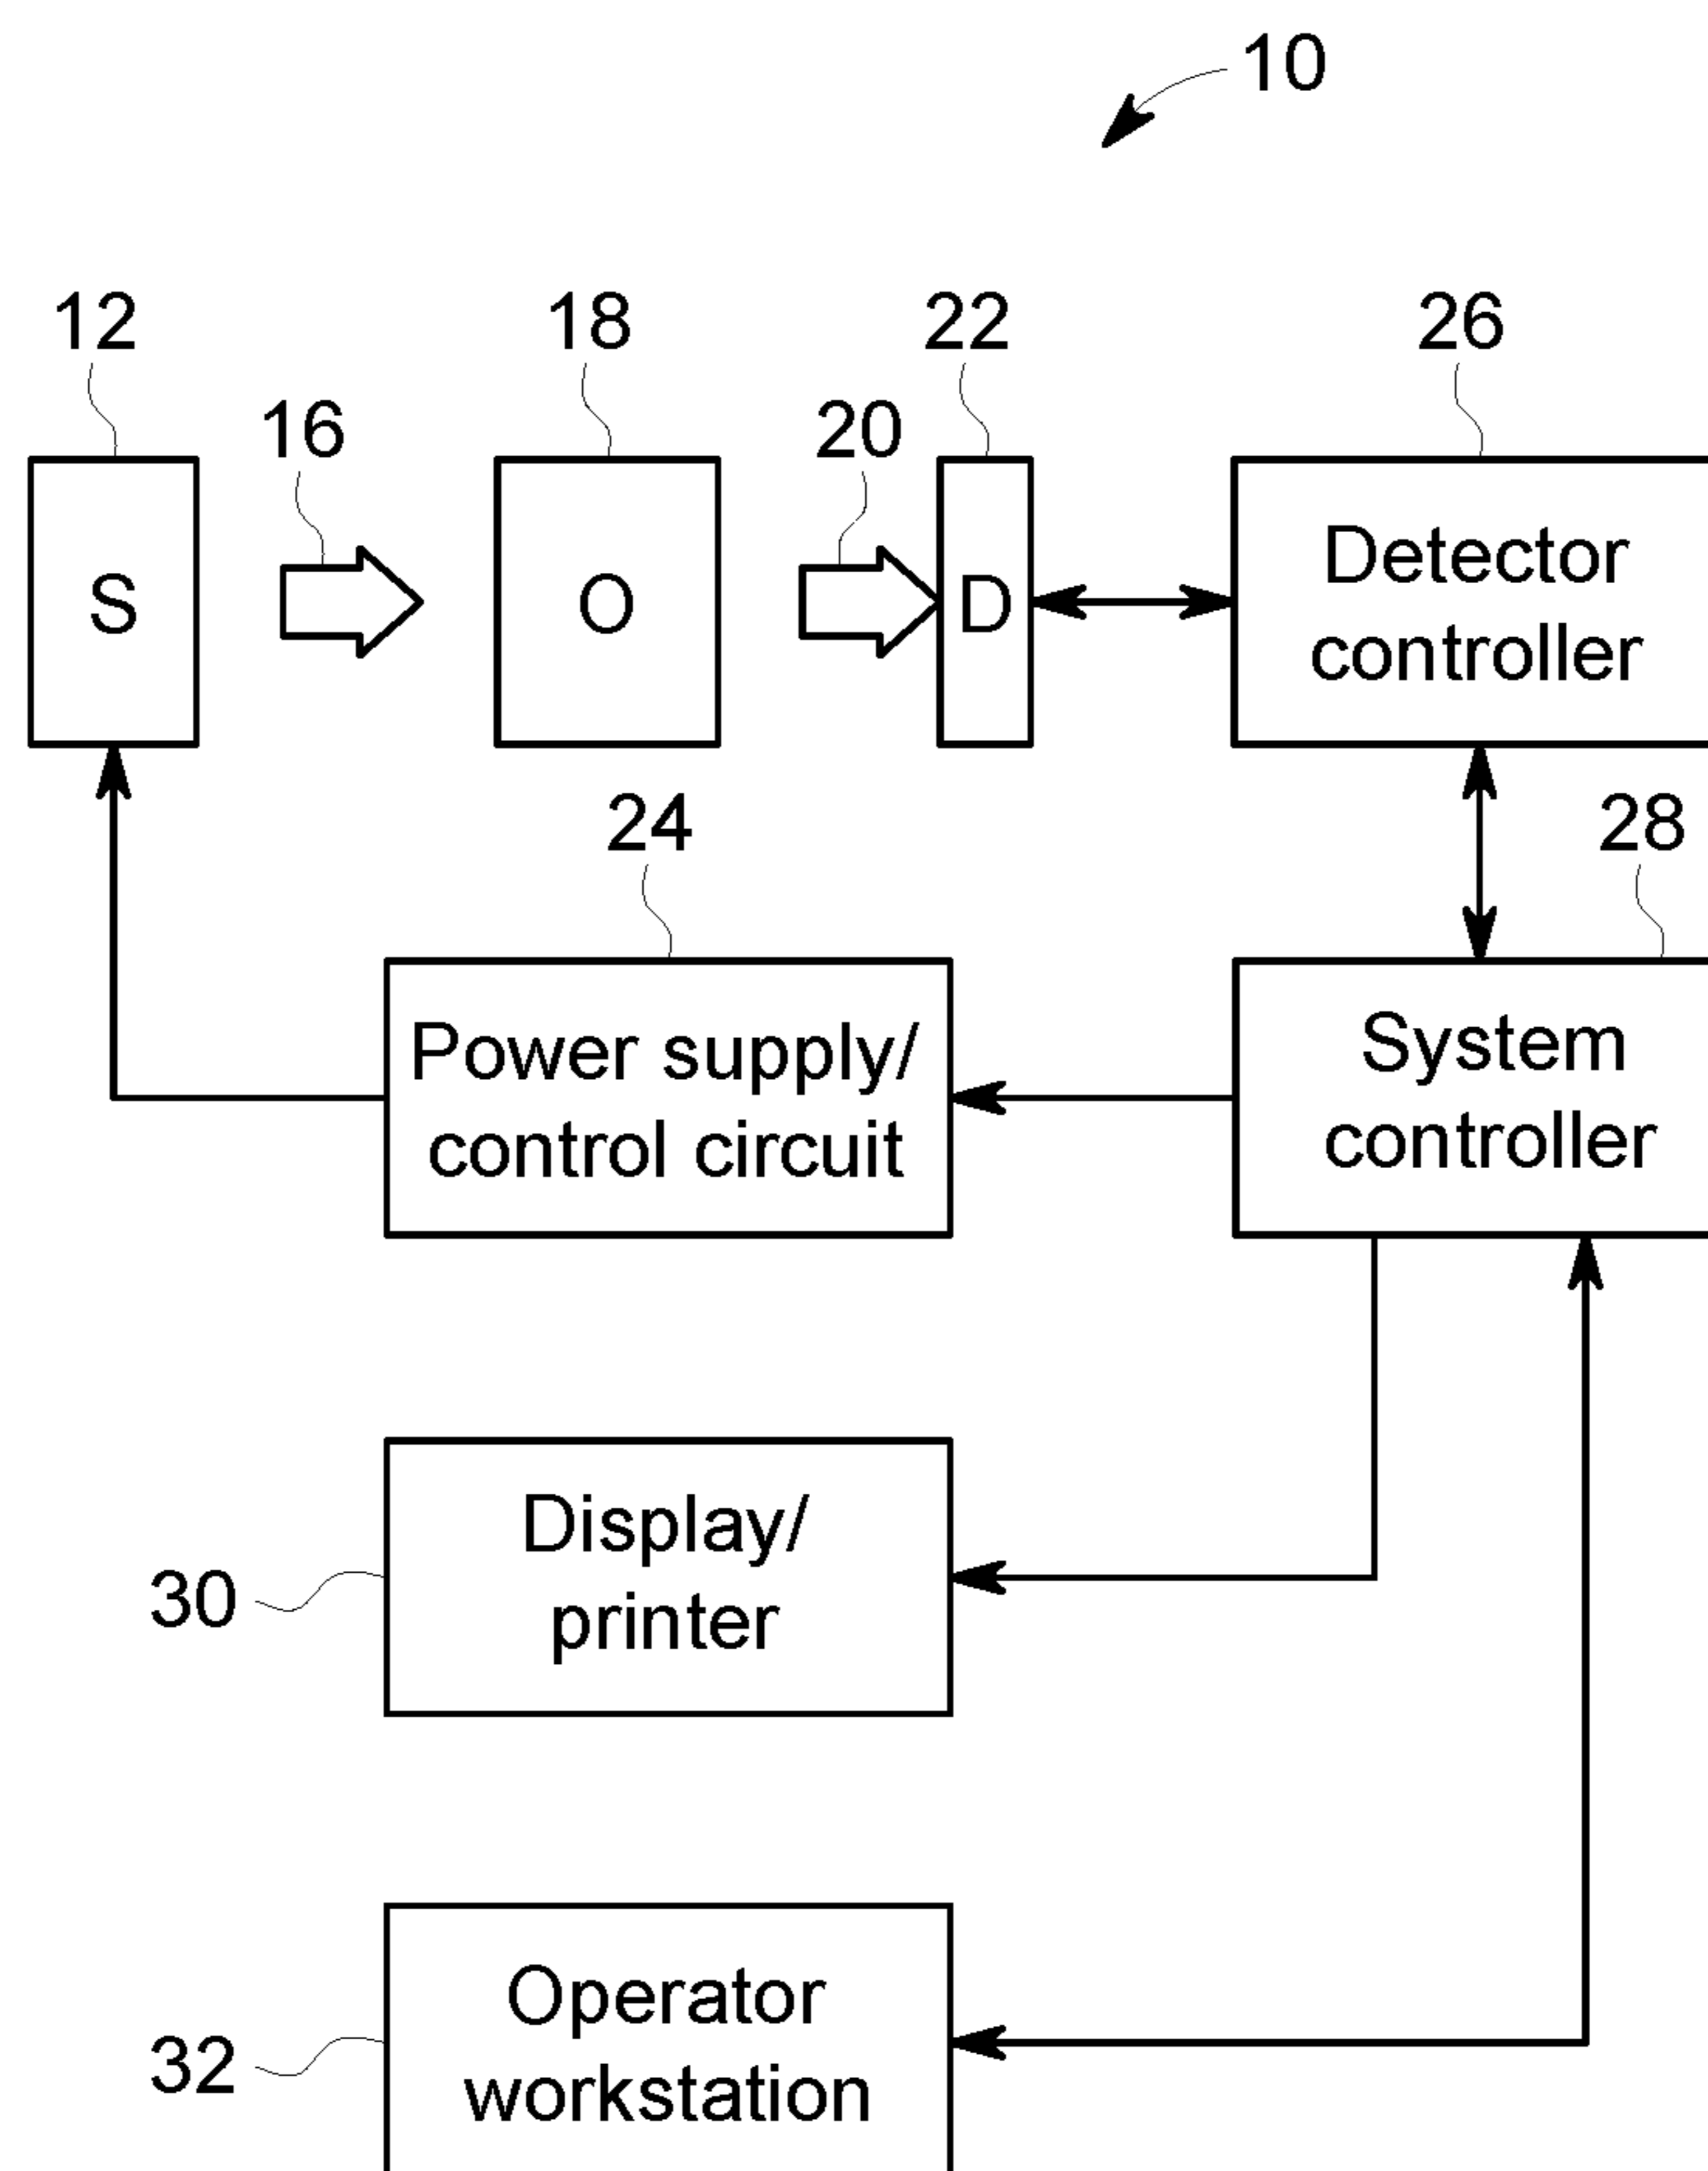 10
12
18
22
26
16
20
S
O
D
Detector
controller
24
28
Power supply/
control circuit
System
controller
Display/
printer
30
Operator
workstation
32